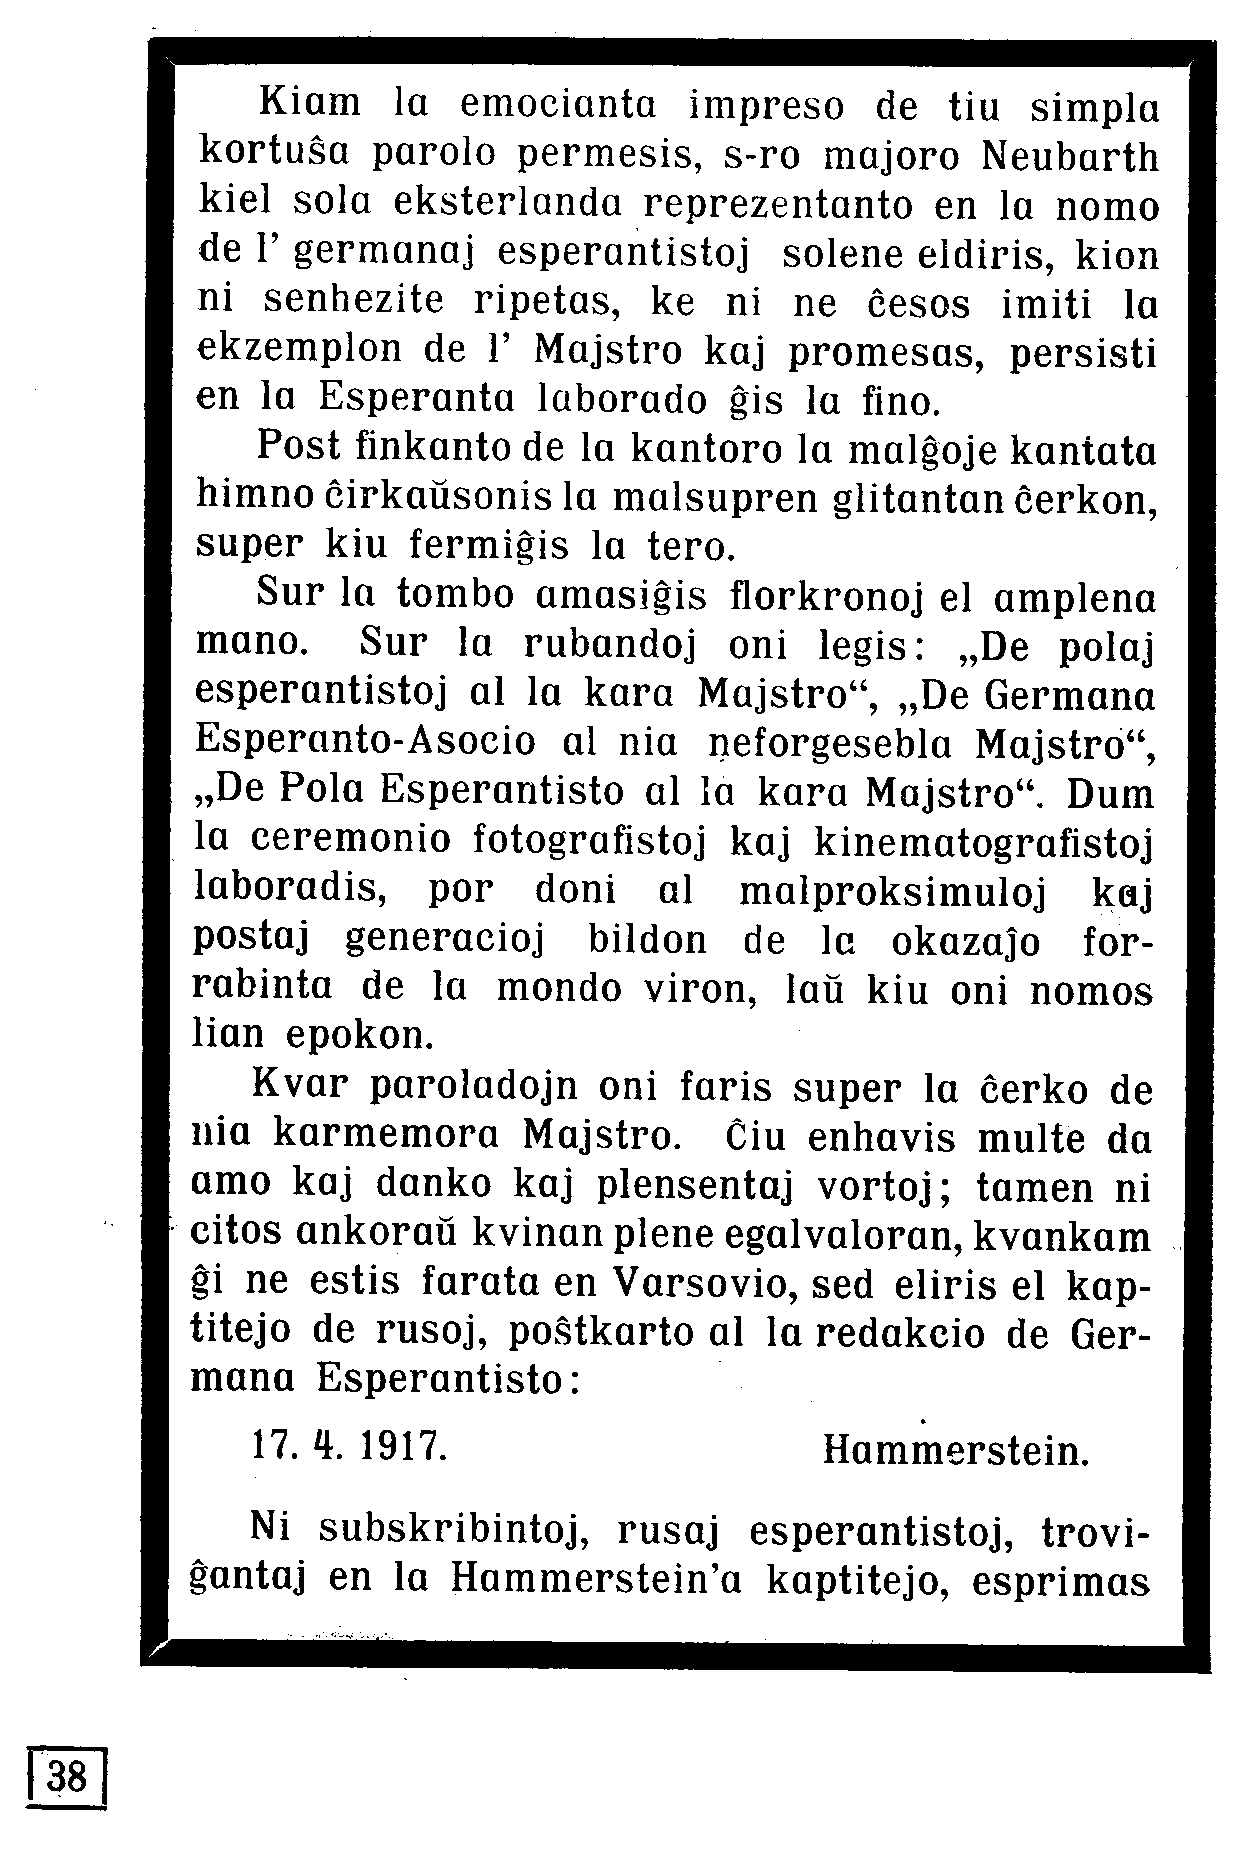 Kiam la emocianta impreso de tiu simpla
kortuŝa parolo permesis, s-ro majoro Neubarth
kiel sola eksterlanda reprezentanto en la nomo
de l’ germanaj esperantistoj solene eldiris, kion
ni senhezite ripetas, ke ni ne ĉesos imiti la
ekzemplon de l’ Majstro kaj promesas, persisti
en la Esperanta laborado ĝis la fino.
Post finkanto de la kantoro la malĝoje kantata
himno ĉirkaŭsonis la malsupren glitantan ĉerkon,
super kiu fermiĝis la tero.
Sur la tombo amasiĝis florkronoj el amplena
mano. Sur la rubandoj oni legis: „De polaj
esperantistoj al la kara Majstro“, „De Germana
Esperanto-Asocio al nia neforgesebla Majstro“,
„De Pola Esperantisto al la kara Majstro“. Dum
la ceremonio fotografistoj kaj kinematografistoj
laboradis, por doni al malproksimuloj kaj
postaj generacioj bildon de la okazaĵo for-
rabinta de la mondo viron, laŭ kiu oni nomos
lian epokon.
Kvar paroladojn oni faris super la ĉerko de
nia karmemora Majstro. Ĉiu enhavis multe da
amo kaj danko kaj plensentaj vortoj; tamen ni
citos ankoraŭ kvinan plene egalvaloran, kvankam
ĝi ne estis farata en Varsovio, sed eliris el kap-
titejo de rusoj, poŝtkarto al la redakcio de Ger-
mana Esperantisto:
17. 4. 1917. Hammerstein.
Ni subskribintoj, rusaj esperantistoj, trovi-
ĝantaj en la Hammerstein’a kaptitejo, esprimas
38